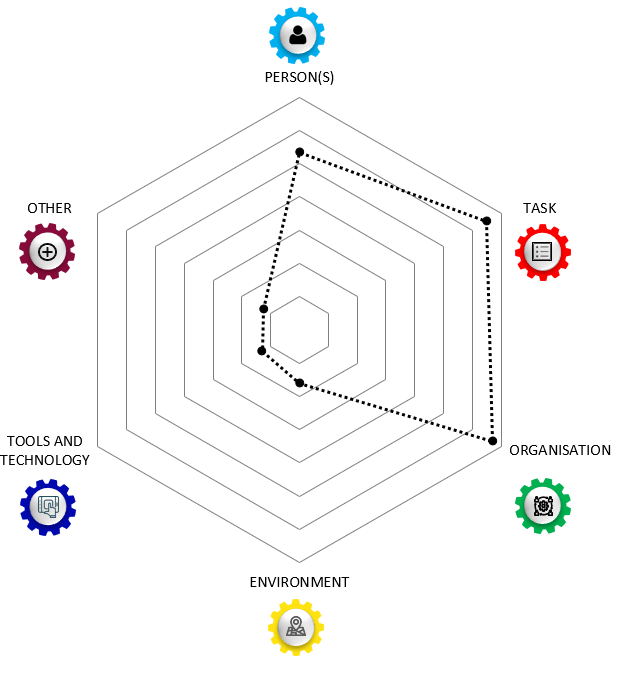 PERSON(S)
OTHER
TASK
TOOLS AND
TECHNOLOGY
ORGANISATION
ENVIRONMENT